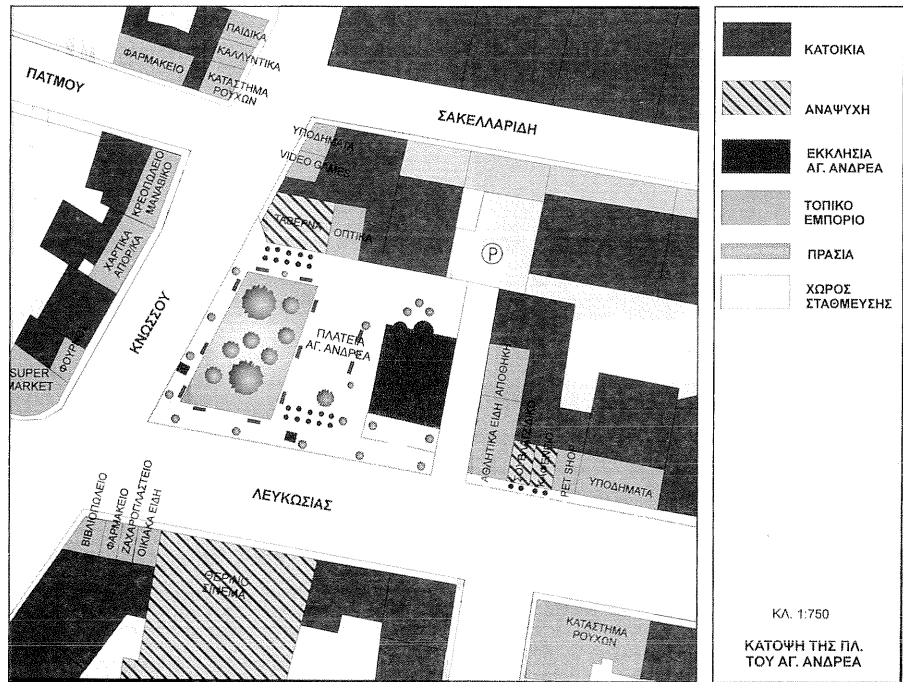 ΠΑΙΔΙΚΑ
ΚΑΛΛΥΝΤΙΚΑ
ΦΑΡΜΑΚΕΙΟ
ΚΑΤΑΣΤΗΜΑ
ΡΟΥΧΩΝ
ΠΑΤΜΟΥ
ΣΑΚΕΛΛΑΡΙΔΗ
ΥΠΟΔΗΜΑΤΑ
VIDEO GAMES
ΚΡΕΟΠΩΛΕΙΟ
ΜΑΝΑΒΙΚΟ
ΤΑΒΕΡΝΑ
ΟΠΤΙΚΑ
ΧΑΡΤΙΚΑ
ΑΠΟΡ/ΚΑ
P
ΚΝΩΣΣΟΥ
ΠΛΑΤΕΙΑ
ΑΓ. ΑΝΔΡΕΑ
ΦΟΥΡΝΟΣ
SUPER
MARKET
ΑΘΛΗΤΙΚΑ ΕΙΔΗ
ΑΠΟΘΗΚΗ
PET SHOP
ΥΠΟΔΗΜΑΤΑ
ΛΕΥΚΩΣΙΑΣ
ΒΙΒΛΙΟΠΩΛΕΙΟ
ΦΑΡΜΑΚΕΙΟ
ΖΑΧΑΡΟΠΛΑΣΤΕΙΟ
ΟΙΚΙΑΚΑ ΕΙΔΗ
ΘΕΡΙΝΟ
ΣΙΝΕΜΑ
ΚΑΤΑΣΤΗΜΑ
ΡΟΥΧΩΝ
ΚΑΤΟΙΚΙΑ
ΑΝΑΨΥΧΗ
ΕΚΚΛΗΣΙΑ
ΑΓ. ΑΝΔΡΕΑ
ΤΟΠΙΚΟ
ΕΜΠΟΡΙΟ
ΠΡΑΣΙΑ
ΧΩΡΟΣ
ΣΤΑΘΜΕΥΣΗΣ
ΚΛ. 1:750
ΚΑΤΟΨΗ ΤΗΣ ΠΛ.
ΤΟΥ ΑΓ. ΑΝΔΡΕΑ